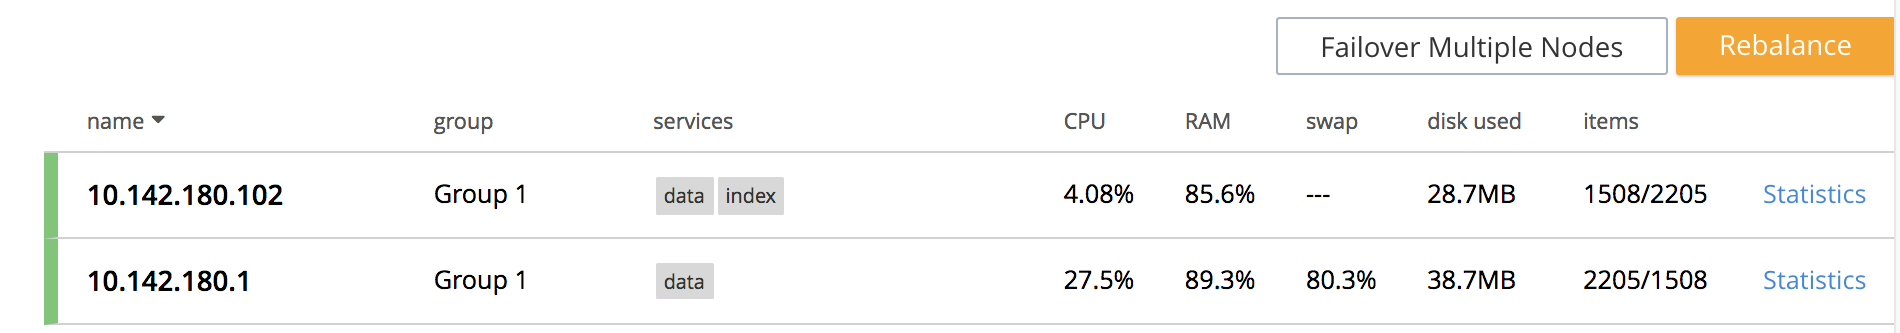 Failover Multiple Nodes Rebalance
name group services CPU RAM swap disk used items
10.142.180.102 Group 1 data index 4.08% 85.6% --- 28.7MB 1508/2205 Statistics
10.142.180.1 Group 1 data 27.5% 89.3% 80.3% 38.7MB 2205/1508 Statistics